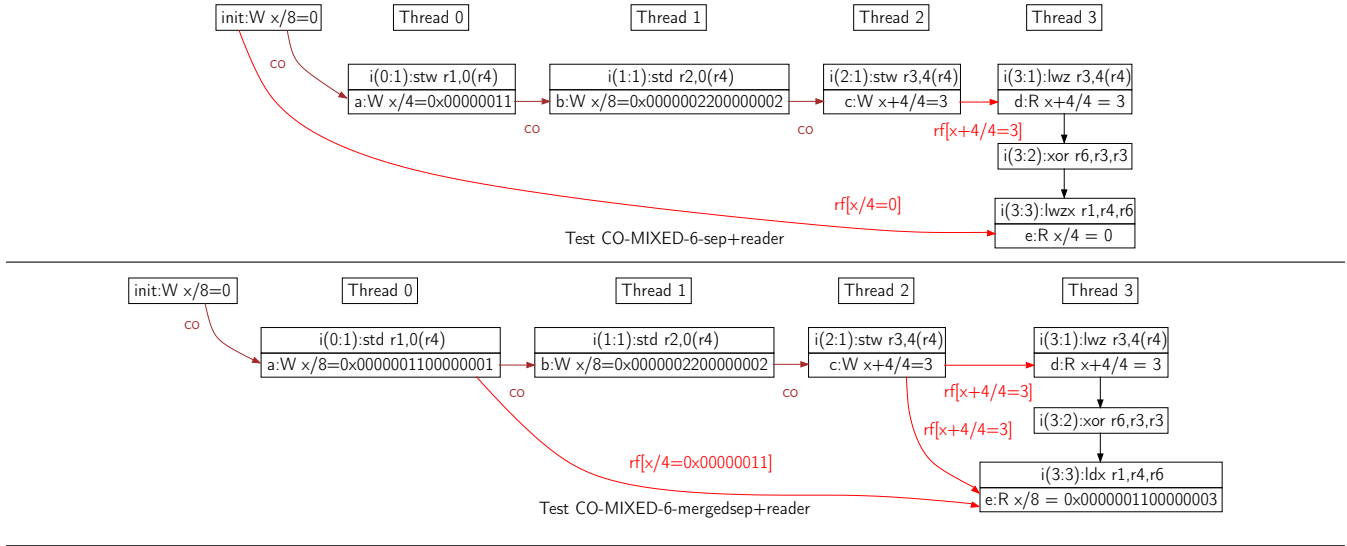 init:W x/8=0
Thread 0
Thread 1
Thread 2
Thread 3
co
i(0:1):stw r1,0(r4)
a:W x/4=0x00000011
co
i(1:1):std r2,0(r4)
b:W x/8=0x0000002200000002
co
i(2:1):stw r3,4(r4)
c:W x+4/4=3
rf[x+4/4=3]
i(3:1):lwz r3,4(r4)
d:R x+4/4 = 3
i(3:2):xor r6,r3,r3
rf[x/4=0]
i(3:3):lwzx r1,r4,r6
e:R x/4 = 0
Test CO-MIXED-6-sep+reader
init:W x/8=0
Thread 0
Thread 1
Thread 2
Thread 3
co
i(0:1):std r1,0(r4)
a:W x/8=0x0000001100000001
co
i(1:1):std r2,0(r4)
b:W x/8=0x0000002200000002
co
i(2:1):stw r3,4(r4)
c:W x+4/4=3
rf[x+4/4=3]
i(3:1):lwz r3,4(r4)
d:R x+4/4 = 3
i(3:2):xor r6,r3,r3
rf[x+4/4=3]
rf[x/4=0x00000011]
i(3:3):ldx r1,r4,r6
e:R x/8 = 0x0000001100000003
Test CO-MIXED-6-mergedsep+reader